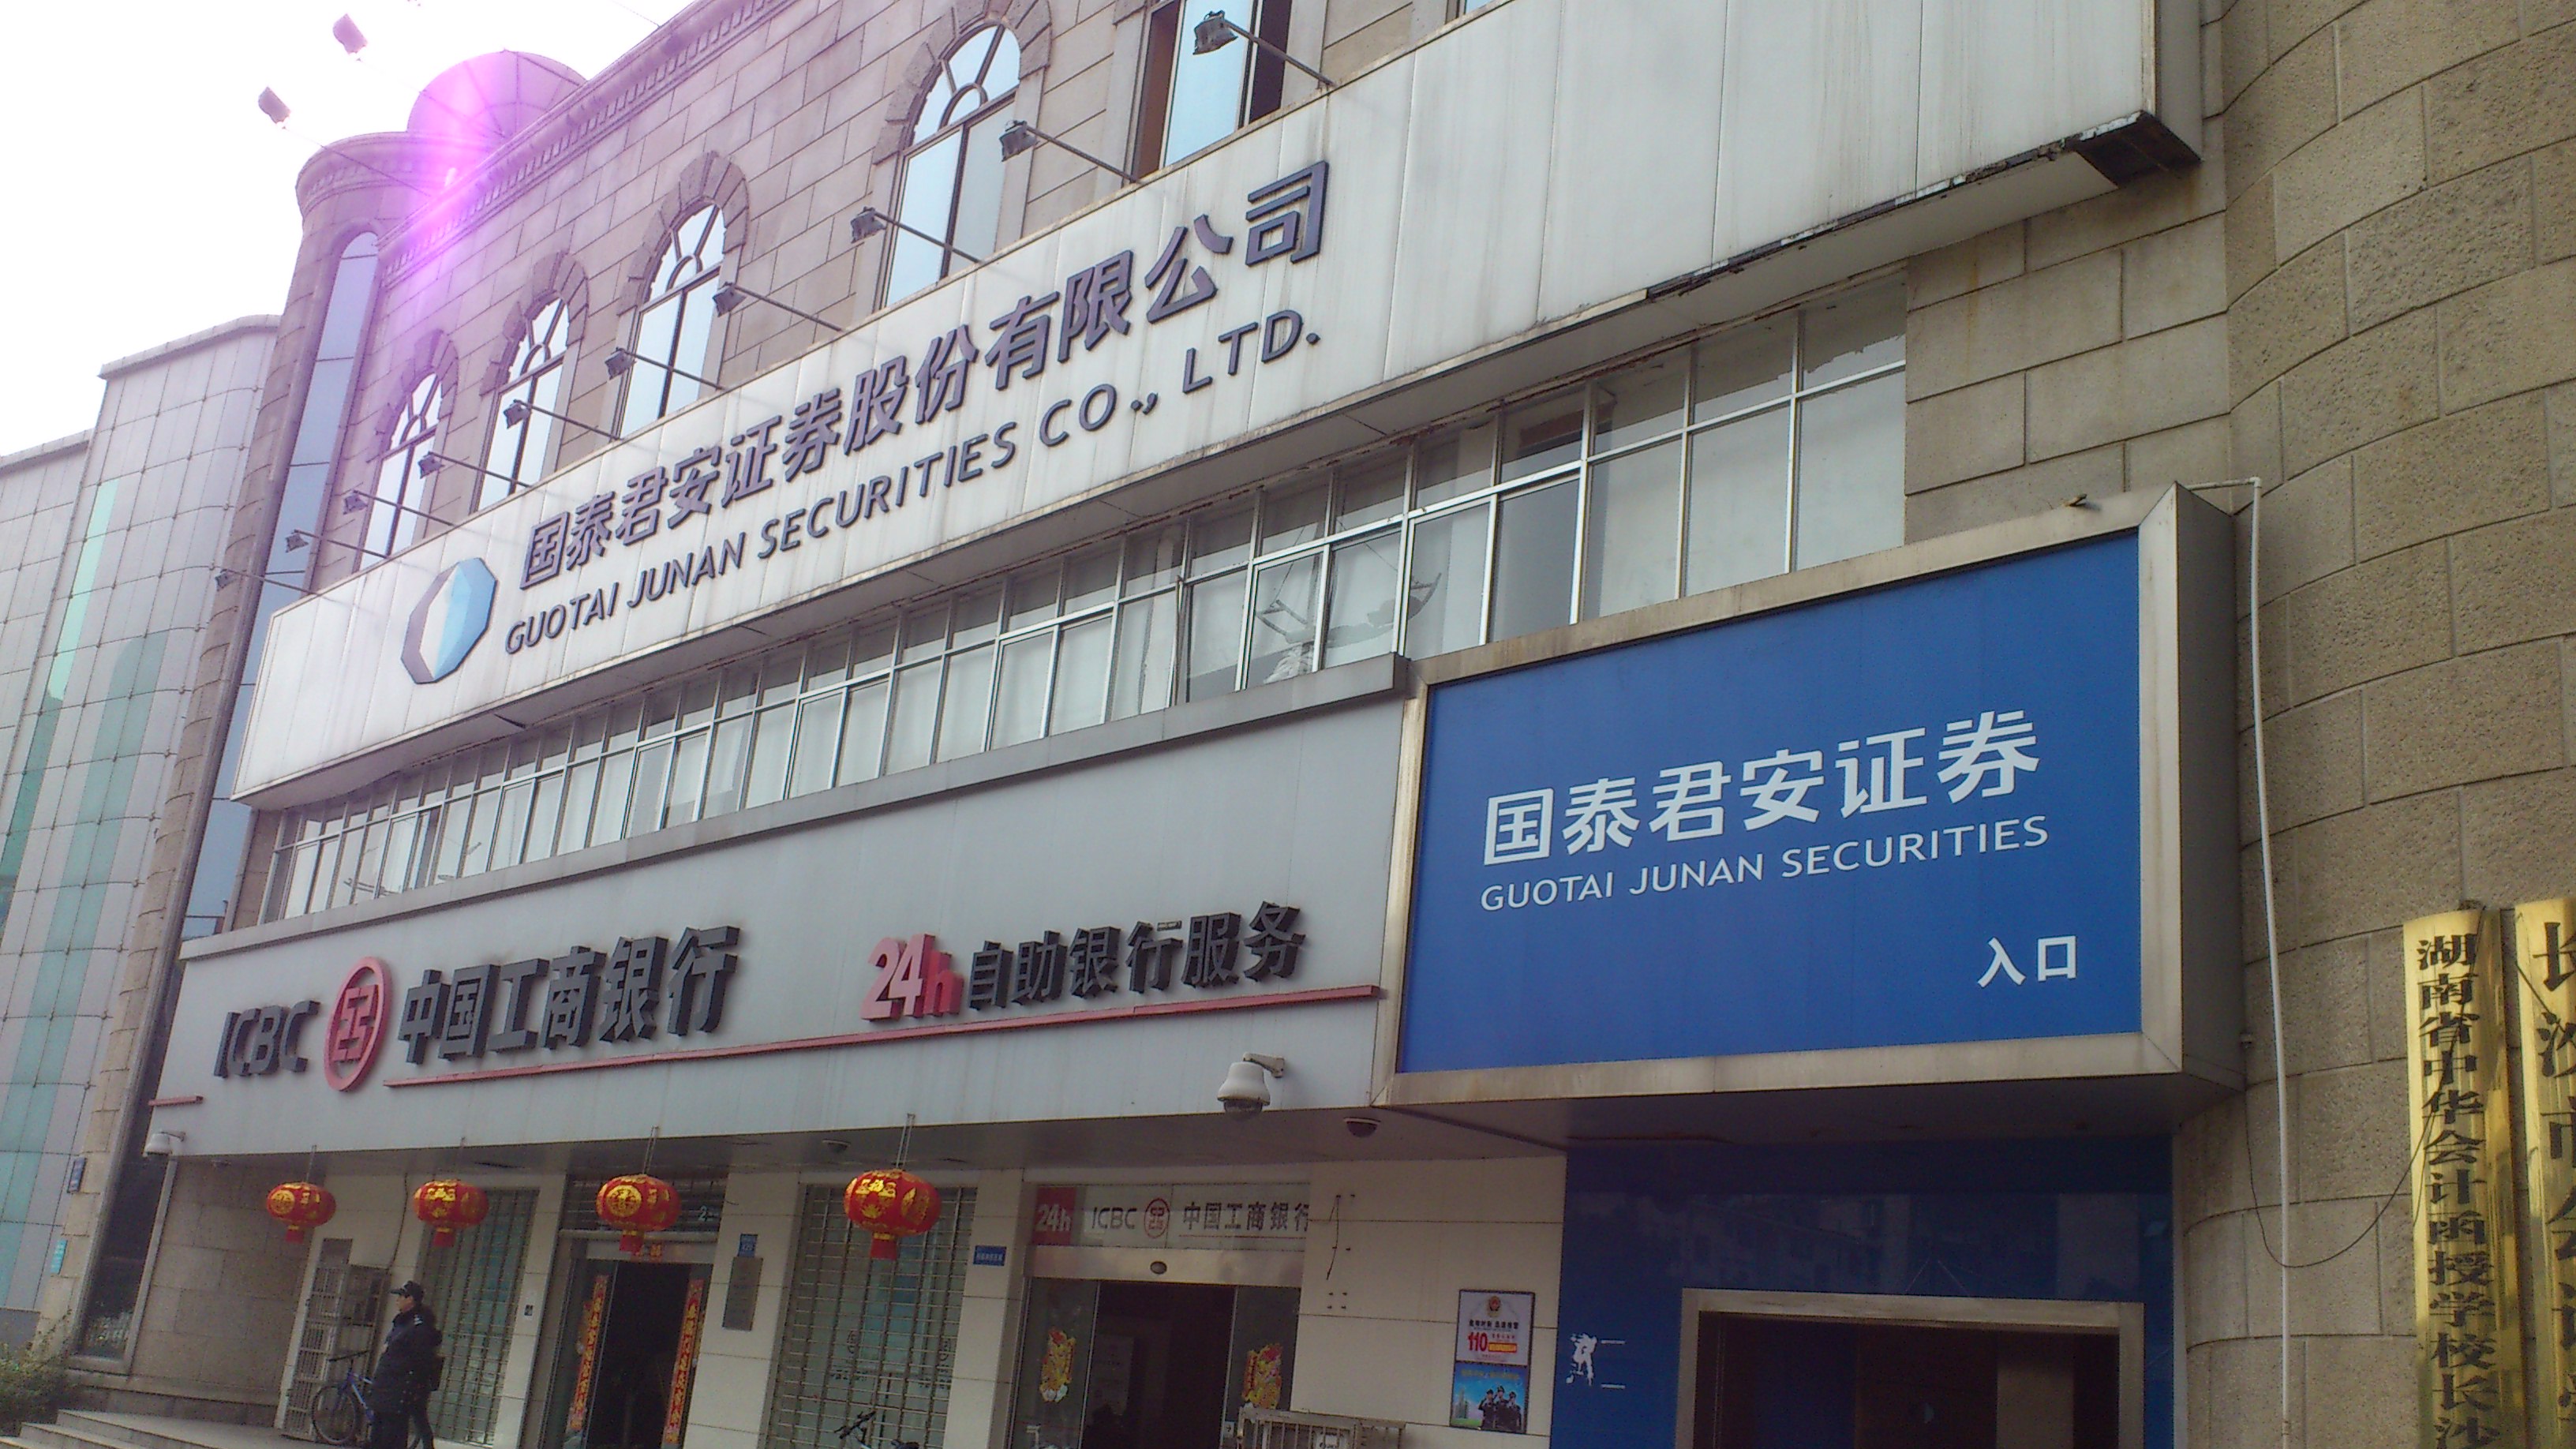 国泰君安证券股份有限公司
GUOTAI JUNAN SECURITIES CO., LTD.
国泰君安证券
GUOTAI JUNAN SECURITIES
入口
ICBC 中国工商银行
24h 自助银行服务
24h ICBC 中国工商银行
110
湖南省中华会计函授学校长沙
长沙市